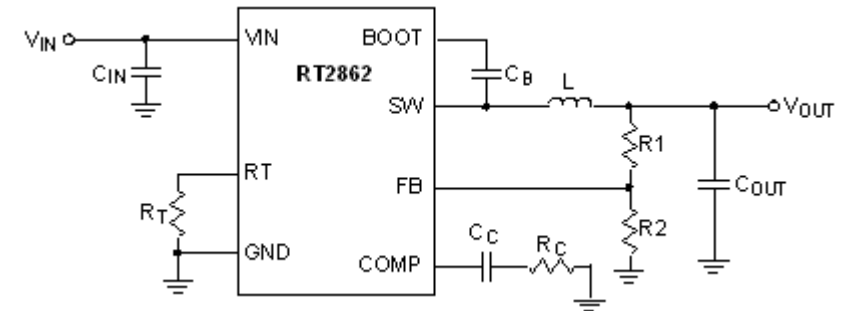 VIN
CIN
VIN
BOOT
RT2862
CB
L
SW
VOUT
R1
RT
FB
COUT
RT
R2
GND
CC
RC
COMP